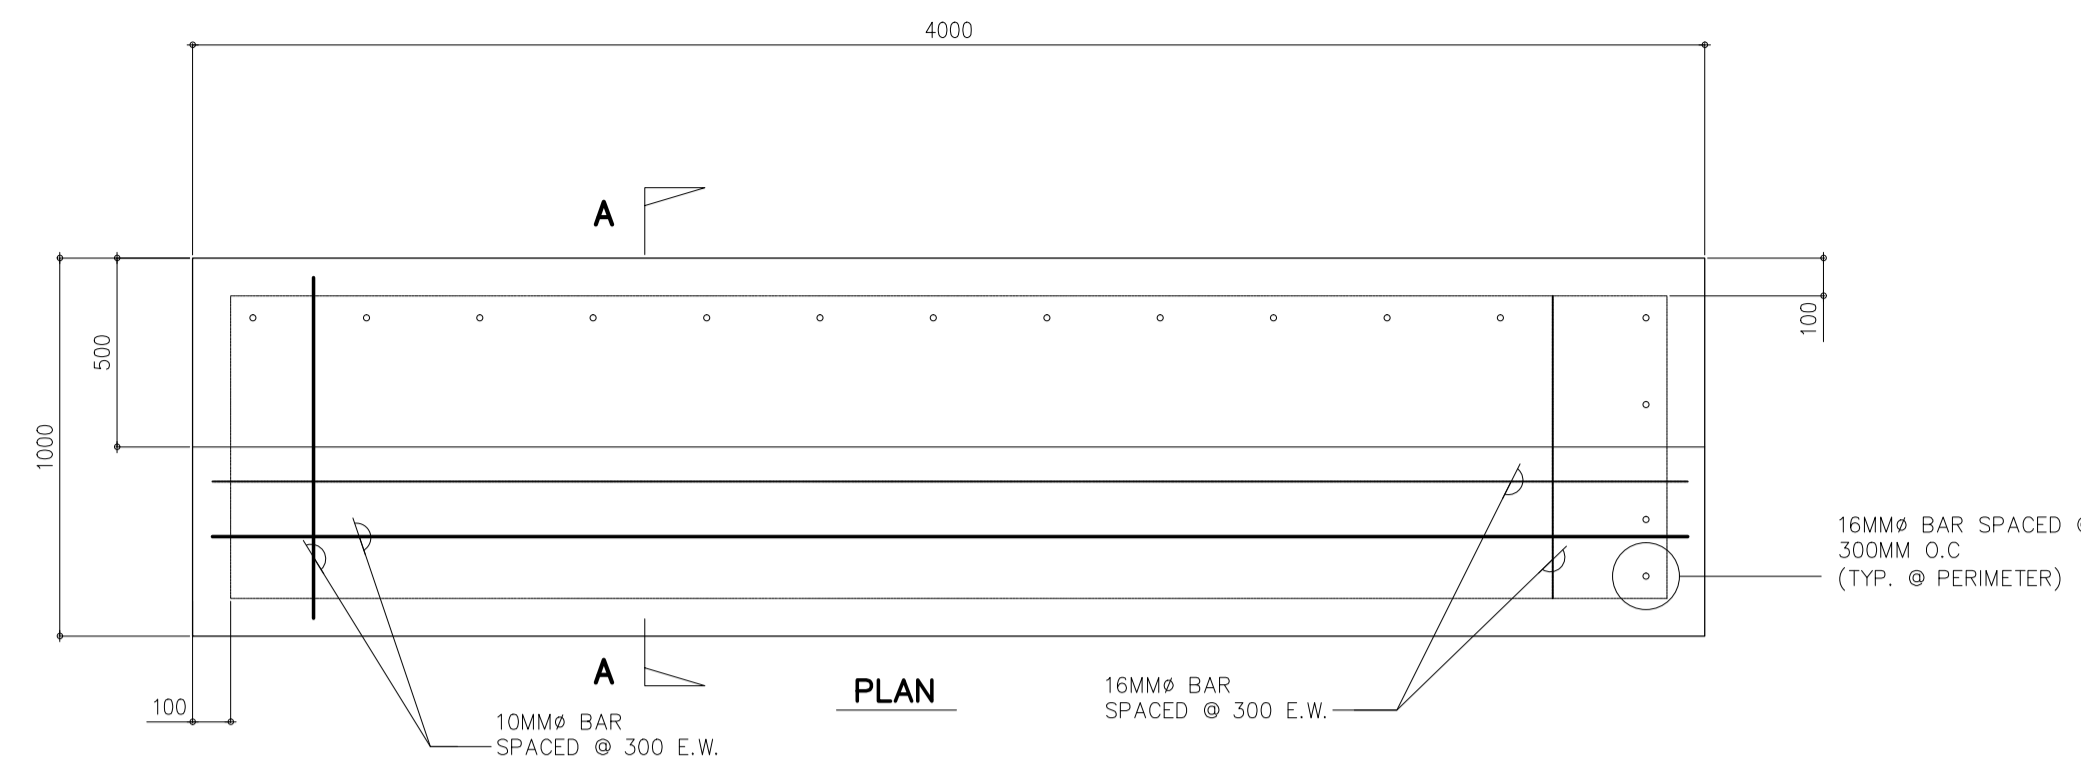 4000
A
500
1000
100
16MMø BAR SPACED @
300MM O.C
(TYP. @ PERIMETER)
A
PLAN
16MMø BAR
SPACED @ 300 E.W.
100
10MMø BAR
SPACED @ 300 E.W.